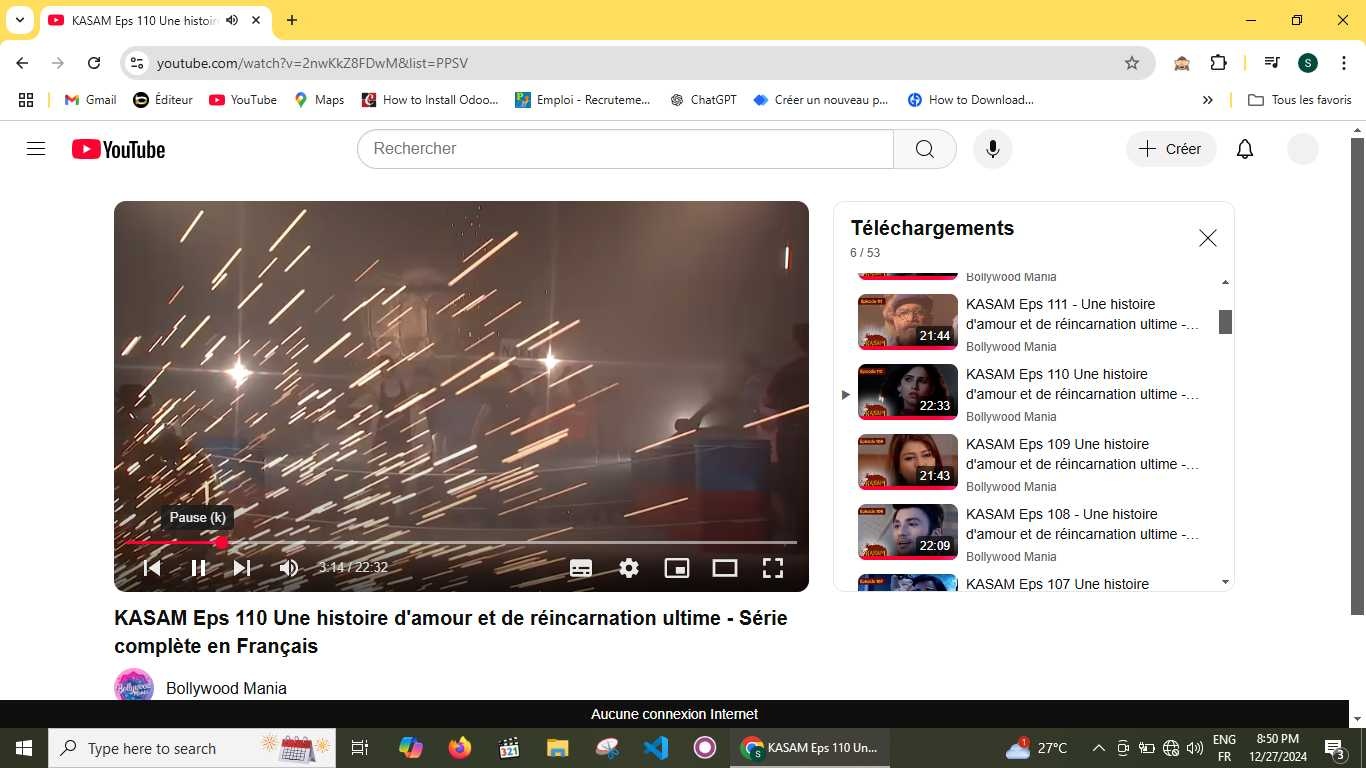 KASAM Eps 110 Une histoir
youtube.com/watch?v=2nwKkZ8FDwM&list=PPSV
S
Gmail
Éditeur
YouTube
Maps
How to Install Odoo...
Emploi - Recruteme...
ChatGPT
Créer un nouveau p...
How to Download...
Tous les favoris
YouTube
Rechercher
Créer
Pause (k)
3:14 / 22:32
KASAM Eps 110 Une histoire d'amour et de réincarnation ultime - Série
complète en Français
Bollywood Mania
Téléchargements
6 / 53
Bollywood Mania
21:44
KASAM Eps 111 - Une histoire
d'amour et de réincarnation ultime -...
Bollywood Mania
22:33
KASAM Eps 110 Une histoire
d'amour et de réincarnation ultime -...
Bollywood Mania
21:43
KASAM Eps 109 Une histoire
d'amour et de réincarnation ultime -...
Bollywood Mania
22:09
KASAM Eps 108 - Une histoire
d'amour et de réincarnation ultime -...
Bollywood Mania
KASAM Eps 107 Une histoire
Aucune connexion Internet
Type here to search
321
KASAM Eps 110 Un...
1
27°C
ENG
FR
8:50 PM
12/27/2024
3